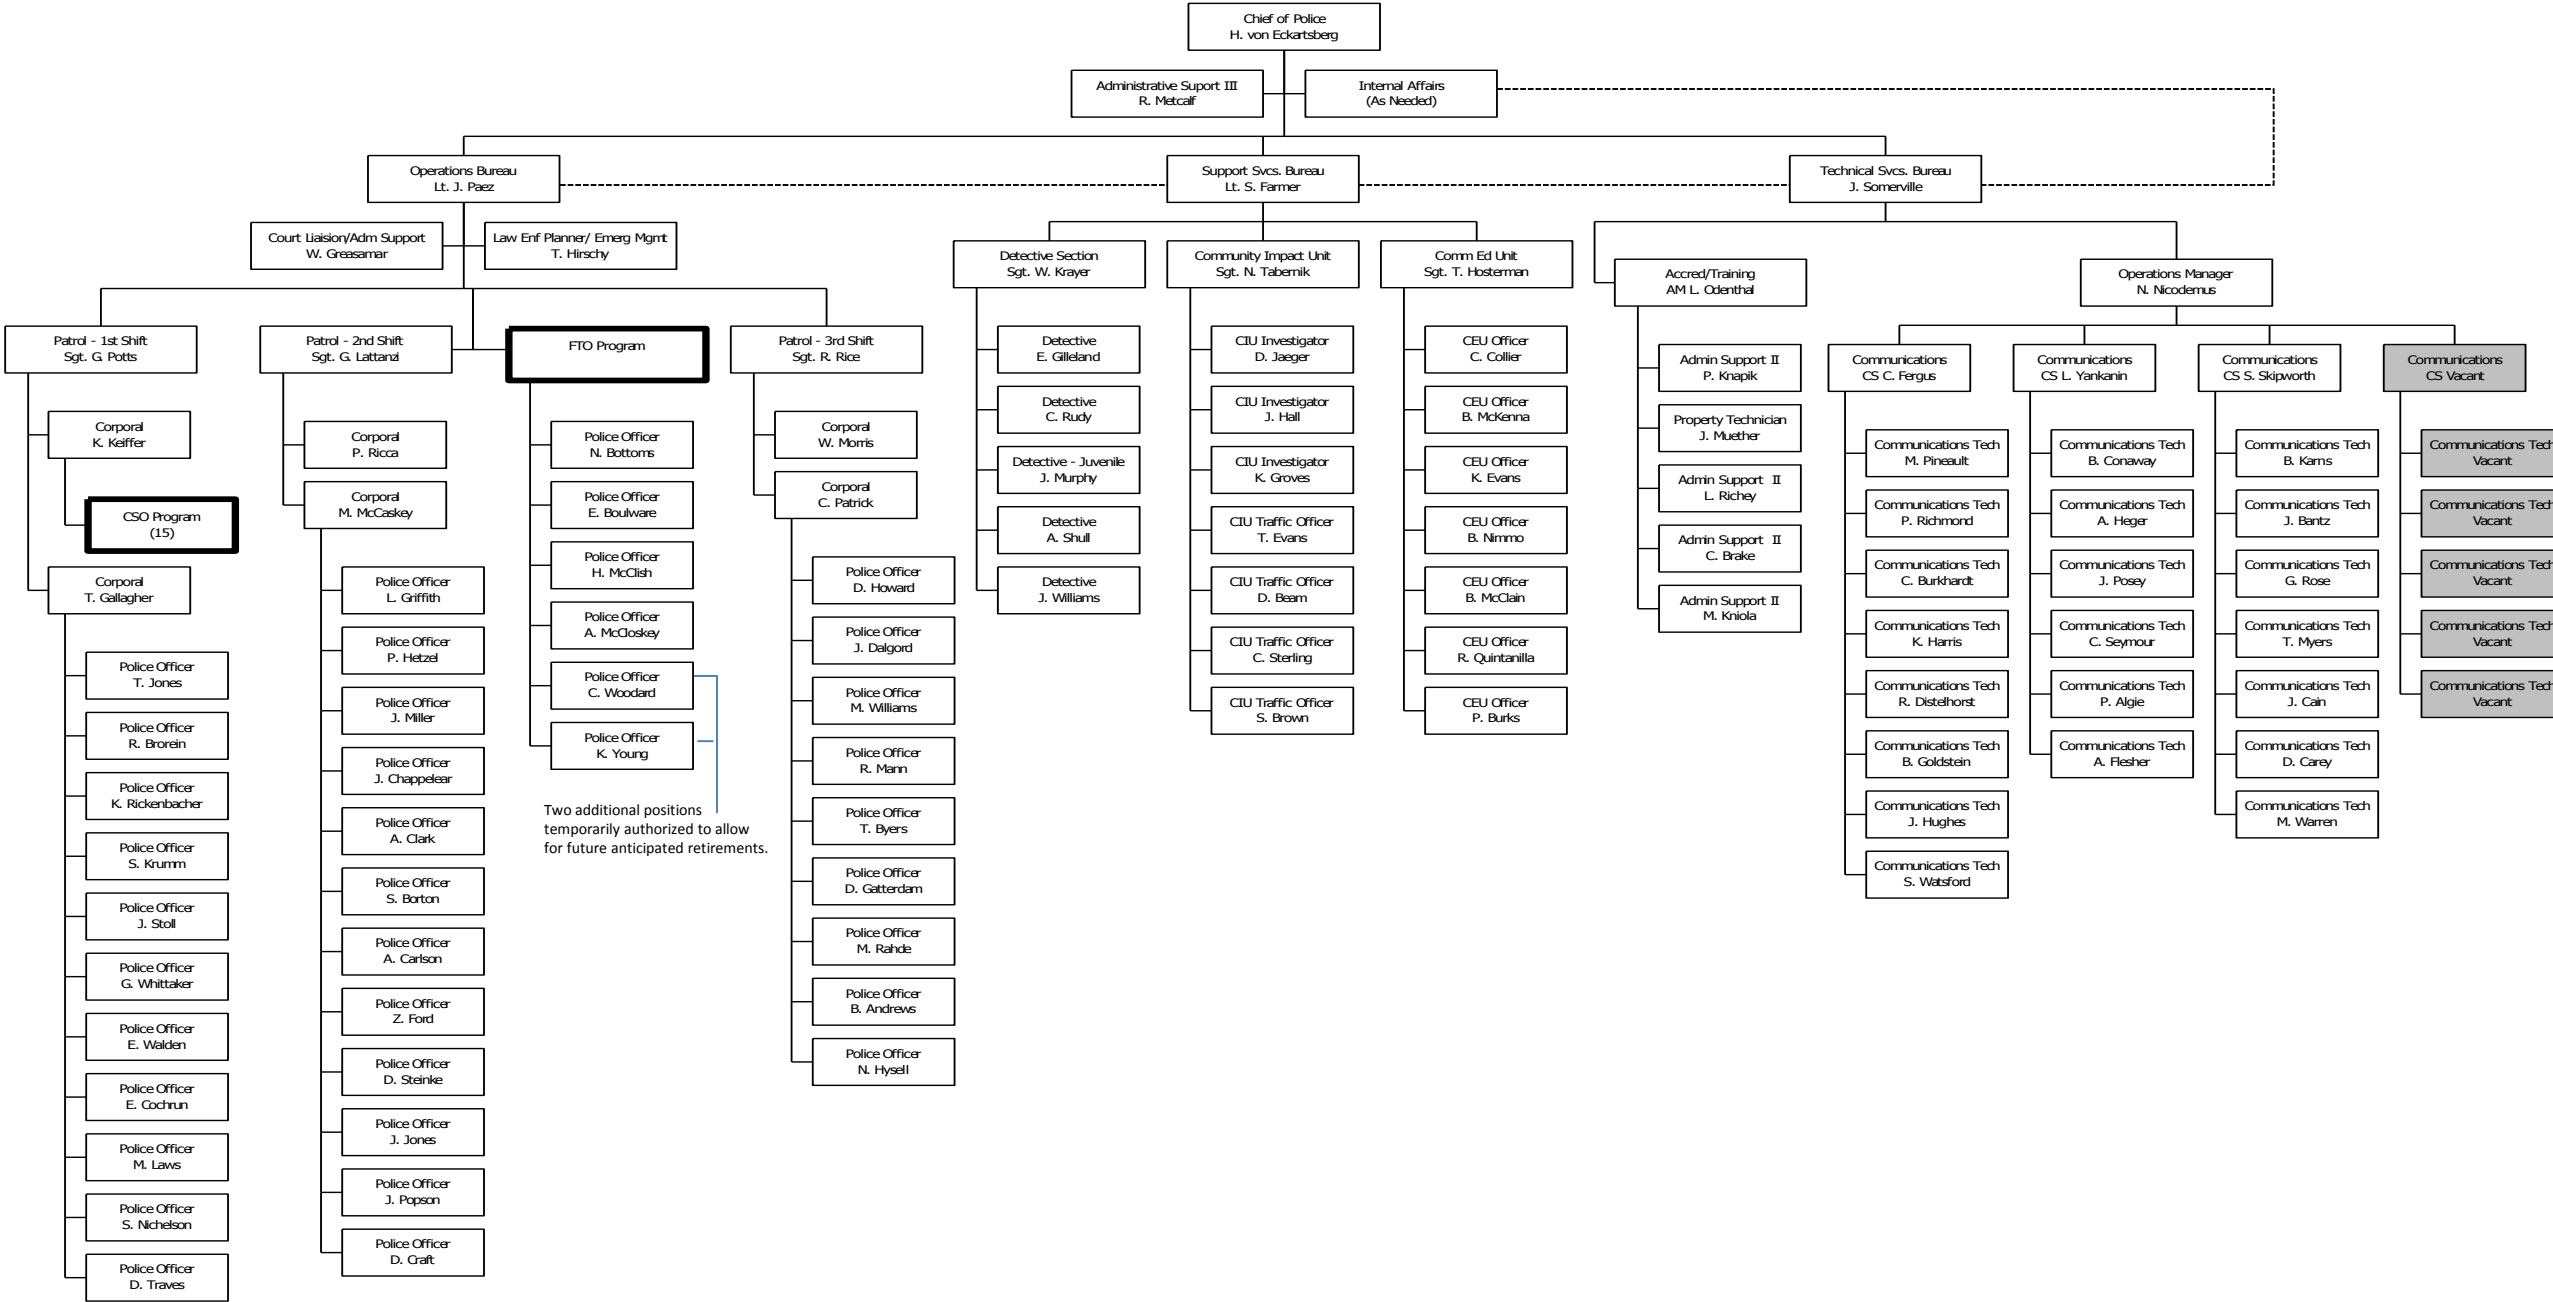 Chief of Police
H. von Eckartsberg
Administrative Suport III
R. Metcalf
Internal Affairs
(As Needed)
Operations Bureau
Lt. J. Paez
Support Svcs. Bureau
Lt. S. Farmer
Technical Svcs. Bureau
J. Somerville
Court Liaision/Adm Support
W. Greasamar
Law Enf Planner/ Emerg Mgmt
T. Hirschy
Patrol - 1st Shift
Sgt. G. Potts
Corporal
K. Keiffer
CSO Program
(15)
Corporal
T. Gallagher
Police Officer
T. Jones
Police Officer
R. Brorein
Police Officer
K. Rickenbacher
Police Officer
S. Krumm
Police Officer
J. Stoll
Police Officer
G. Whittaker
Police Officer
E. Walden
Police Officer
E. Cochrun
Police Officer
M. Laws
Police Officer
S. Nichelson
Police Officer
D. Traves
Patrol - 2nd Shift
Sgt. G. Lattanzi
Corporal
P. Ricca
Corporal
M. McCaskey
Police Officer
L. Griffith
Police Officer
P. Hetzel
Police Officer
J. Miller
Police Officer
J. Chappelear
Police Officer
A. Clark
Police Officer
S. Borton
Police Officer
A. Carlson
Police Officer
Z. Ford
Police Officer
D. Steinke
Police Officer
J. Jones
Police Officer
J. Popson
Police Officer
D. Craft
FTO Program
Police Officer
N. Bottoms
Police Officer
E. Boulware
Police Officer
H. McClish
Police Officer
A. McCloskey
Police Officer
C. Woodard
Police Officer
K. Young
Two additional positions
temporarily authorized to allow
for future anticipated retirements.
Patrol - 3rd Shift
Sgt. R. Rice
Corporal
W. Morris
Corporal
C. Patrick
Police Officer
D. Howard
Police Officer
J. Dalgord
Police Officer
M. Williams
Police Officer
R. Mann
Police Officer
T. Byers
Police Officer
D. Gatterdam
Police Officer
M. Rahde
Police Officer
B. Andrews
Police Officer
N. Hysell
Detective Section
Sgt. W. Krayer
Detective
E. Gilleland
Detective
C. Rudy
Detective - Juvenile
J. Murphy
Detective
A. Shull
Detective
J. Williams
Community Impact Unit
Sgt. N. Tabernik
CIU Investigator
D. Jaeger
CIU Investigator
J. Hall
CIU Investigator
K. Groves
CIU Traffic Officer
T. Evans
CIU Traffic Officer
D. Beam
CIU Traffic Officer
C. Sterling
CIU Traffic Officer
S. Brown
Comm Ed Unit
Sgt. T. Hosterman
CEU Officer
C. Collier
CEU Officer
B. McKenna
CEU Officer
K. Evans
CEU Officer
B. Nimmo
CEU Officer
B. McClain
CEU Officer
R. Quintanilla
CEU Officer
P. Burks
Accred/Training
AM L. Odenthal
Admin Support II
P. Knapik
Property Technician
J. Muether
Admin Support II
L. Richey
Admin Support II
C. Brake
Admin Support II
M. Kniola
Operations Manager
N. Nicodemus
Communications
CS C. Fergus
Communications Tech
M. Pineault
Communications Tech
P. Richmond
Communications Tech
C. Burkhardt
Communications Tech
K. Harris
Communications Tech
R. Distelhorst
Communications Tech
B. Goldstein
Communications Tech
J. Hughes
Communications Tech
S. Watsford
Communications
CS L. Yankanin
Communications Tech
B. Conaway
Communications Tech
A. Heger
Communications Tech
J. Posey
Communications Tech
C. Seymour
Communications Tech
P. Algie
Communications Tech
A. Flesher
Communications
CS S. Skipworth
Communications Tech
B. Karns
Communications Tech
J. Bantz
Communications Tech
G. Rose
Communications Tech
T. Myers
Communications Tech
J. Cain
Communications Tech
D. Carey
Communications Tech
M. Warren
Communications
CS Vacant
Communications Tech
Vacant
Communications Tech
Vacant
Communications Tech
Vacant
Communications Tech
Vacant
Communications Tech
Vacant